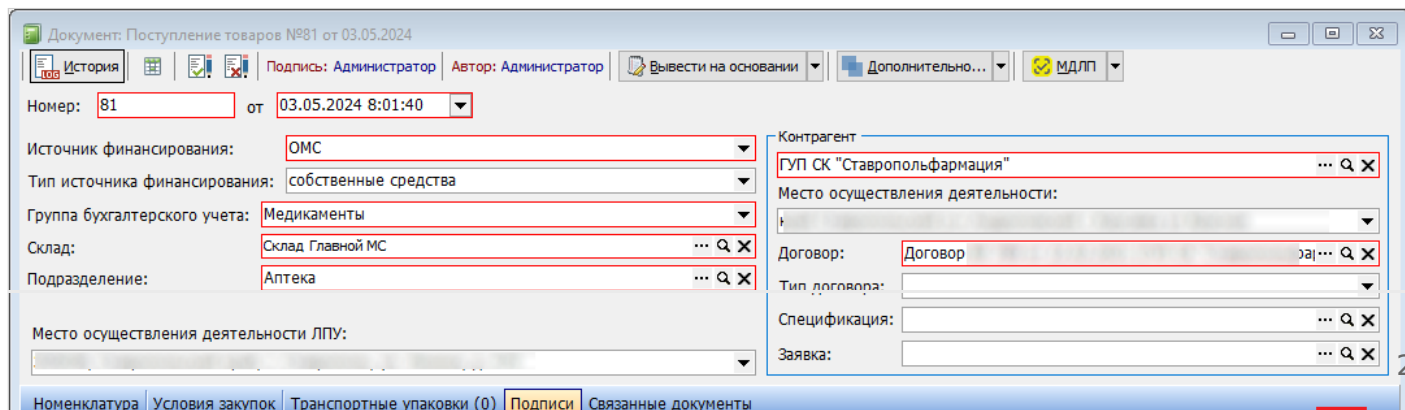 Документ: Поступление товаров №81 от 03.05.2024
LOG История Подпись: Администратор Автор: Администратор Вывести на основании Дополнительно... МДЛП
Номер: 81 от 03.05.2024 8:01:40
Источник финансирования: ОМС
Тип источника финансирования: собственные средства
Группа бухгалтерского учета: Медикаменты
Склад: Склад Главной МС
Подразделение: Аптека
Место осуществления деятельности ЛПУ:
Контрагент
ГУП СК "Ставропольфармация"
Место осуществления деятельности:
Договор: Договор
Тип договора:
Спецификация:
Заявка:
Номенклатура Условия закупок Транспортные упаковки (0) Подписи Связанные документы